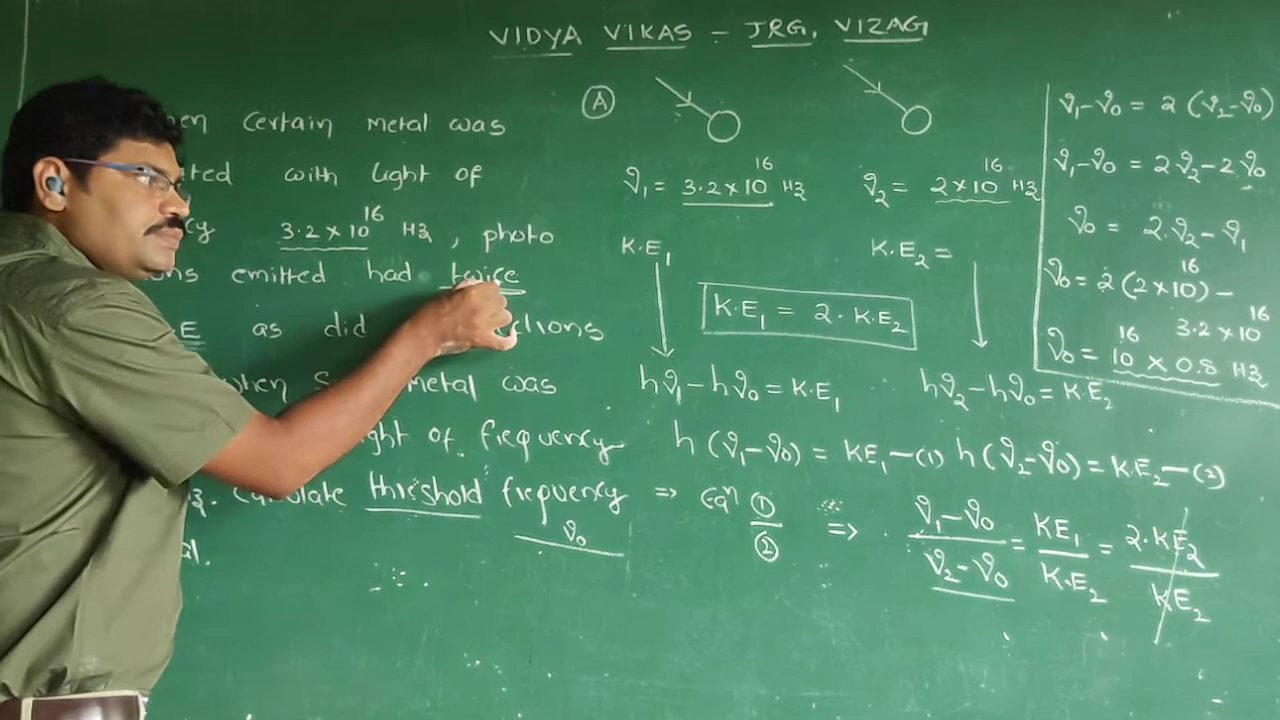 VIDYA VIKAS - JRG, VIZAG
Certain metal was
with light of
3.2 × 10^16 Hz, photo
emitted had twice
K.E as did
metal was
of frequency
Calculate threshold frequency
ν₀
A
ν₁ = 3.2 × 10^16 Hz
ν₂ = 2 × 10^16 Hz
K.E₁
K.E₂ =
K.E₁ = 2. K.E₂
hν₁ - hν₀ = K.E₁
hν₂ - hν₀ = K.E₂
h (ν₁ - ν₀) = KE₁ — (1)
h (ν₂ - ν₀) = K.E₂ — (2)
⇒ Eqⁿ ①/② ⇒ (ν₁ - ν₀)/(ν₂ - ν₀) = KE₁/K.E₂ = 2.KE₂/KE₂
ν₁ - ν₀ = 2 (ν₂ - ν₀)
ν₁ - ν₀ = 2ν₂ - 2ν₀
ν₀ = 2.ν₂ - ν₁
ν₀ = 2 (2 × 10^16) -
3.2 × 10^16
ν₀ = 10^16 × 0.8 Hz